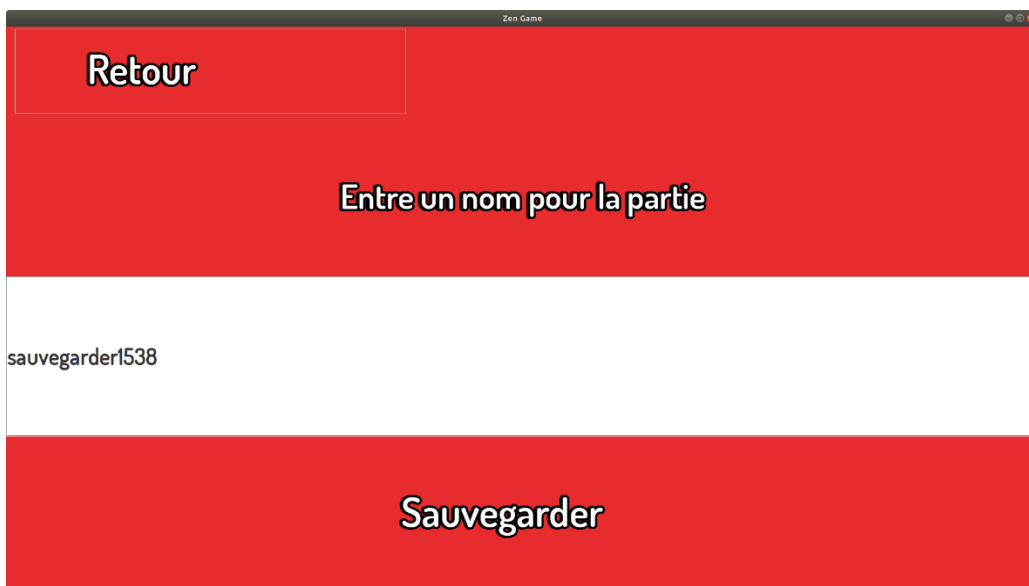 Zen Game
Retour
Entre un nom pour la partie
sauvegarder1538
Sauvegarder